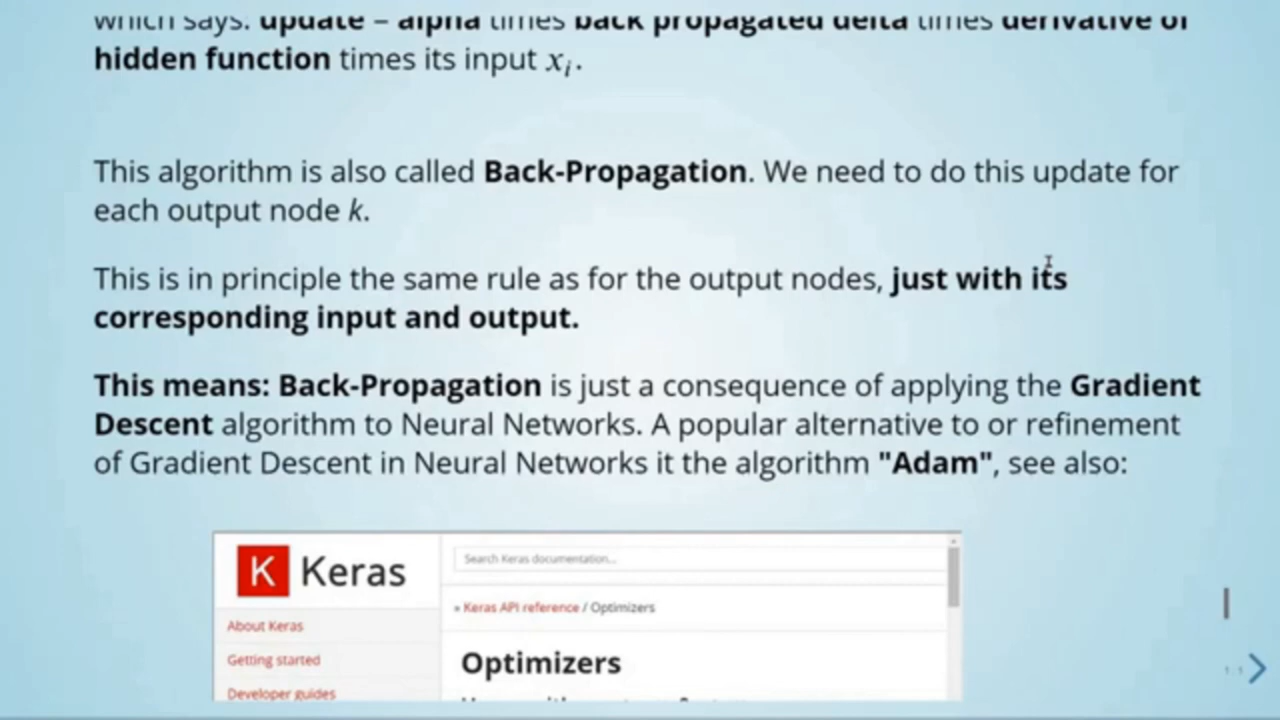 which says: update = alpha times back propagated delta times derivative of
hidden function times its input xᵢ.
This algorithm is also called Back-Propagation. We need to do this update for
each output node k.
This is in principle the same rule as for the output nodes, just with its
corresponding input and output.
This means: Back-Propagation is just a consequence of applying the Gradient
Descent algorithm to Neural Networks. A popular alternative to or refinement
of Gradient Descent in Neural Networks it the algorithm "Adam", see also:
K Keras
Search Keras documentation...
» Keras API reference / Optimizers
About Keras
Getting started
Optimizers
Developer guides